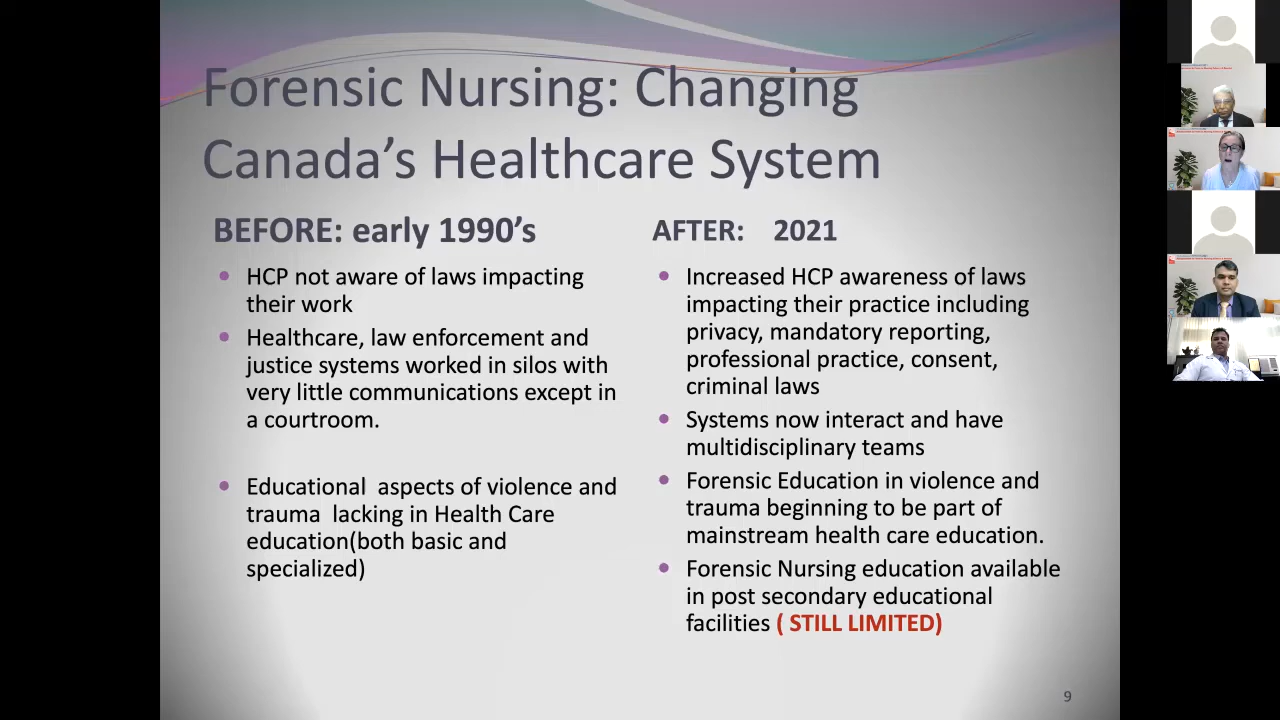 Forensic Nursing: Changing
Canada's Healthcare System
BEFORE: early 1990's
HCP not aware of laws impacting
their work
Healthcare, law enforcement and
justice systems worked in silos with
very little communications except in
a courtroom.
Educational aspects of violence and
trauma lacking in Health Care
education(both basic and
specialized)
AFTER: 2021
Increased HCP awareness of laws
impacting their practice including
privacy, mandatory reporting,
professional practice, consent,
criminal laws
Systems now interact and have
multidisciplinary teams
Forensic Education in violence and
trauma beginning to be part of
mainstream health care education.
Forensic Nursing education available
in post secondary educational
facilities ( STILL LIMITED)
9